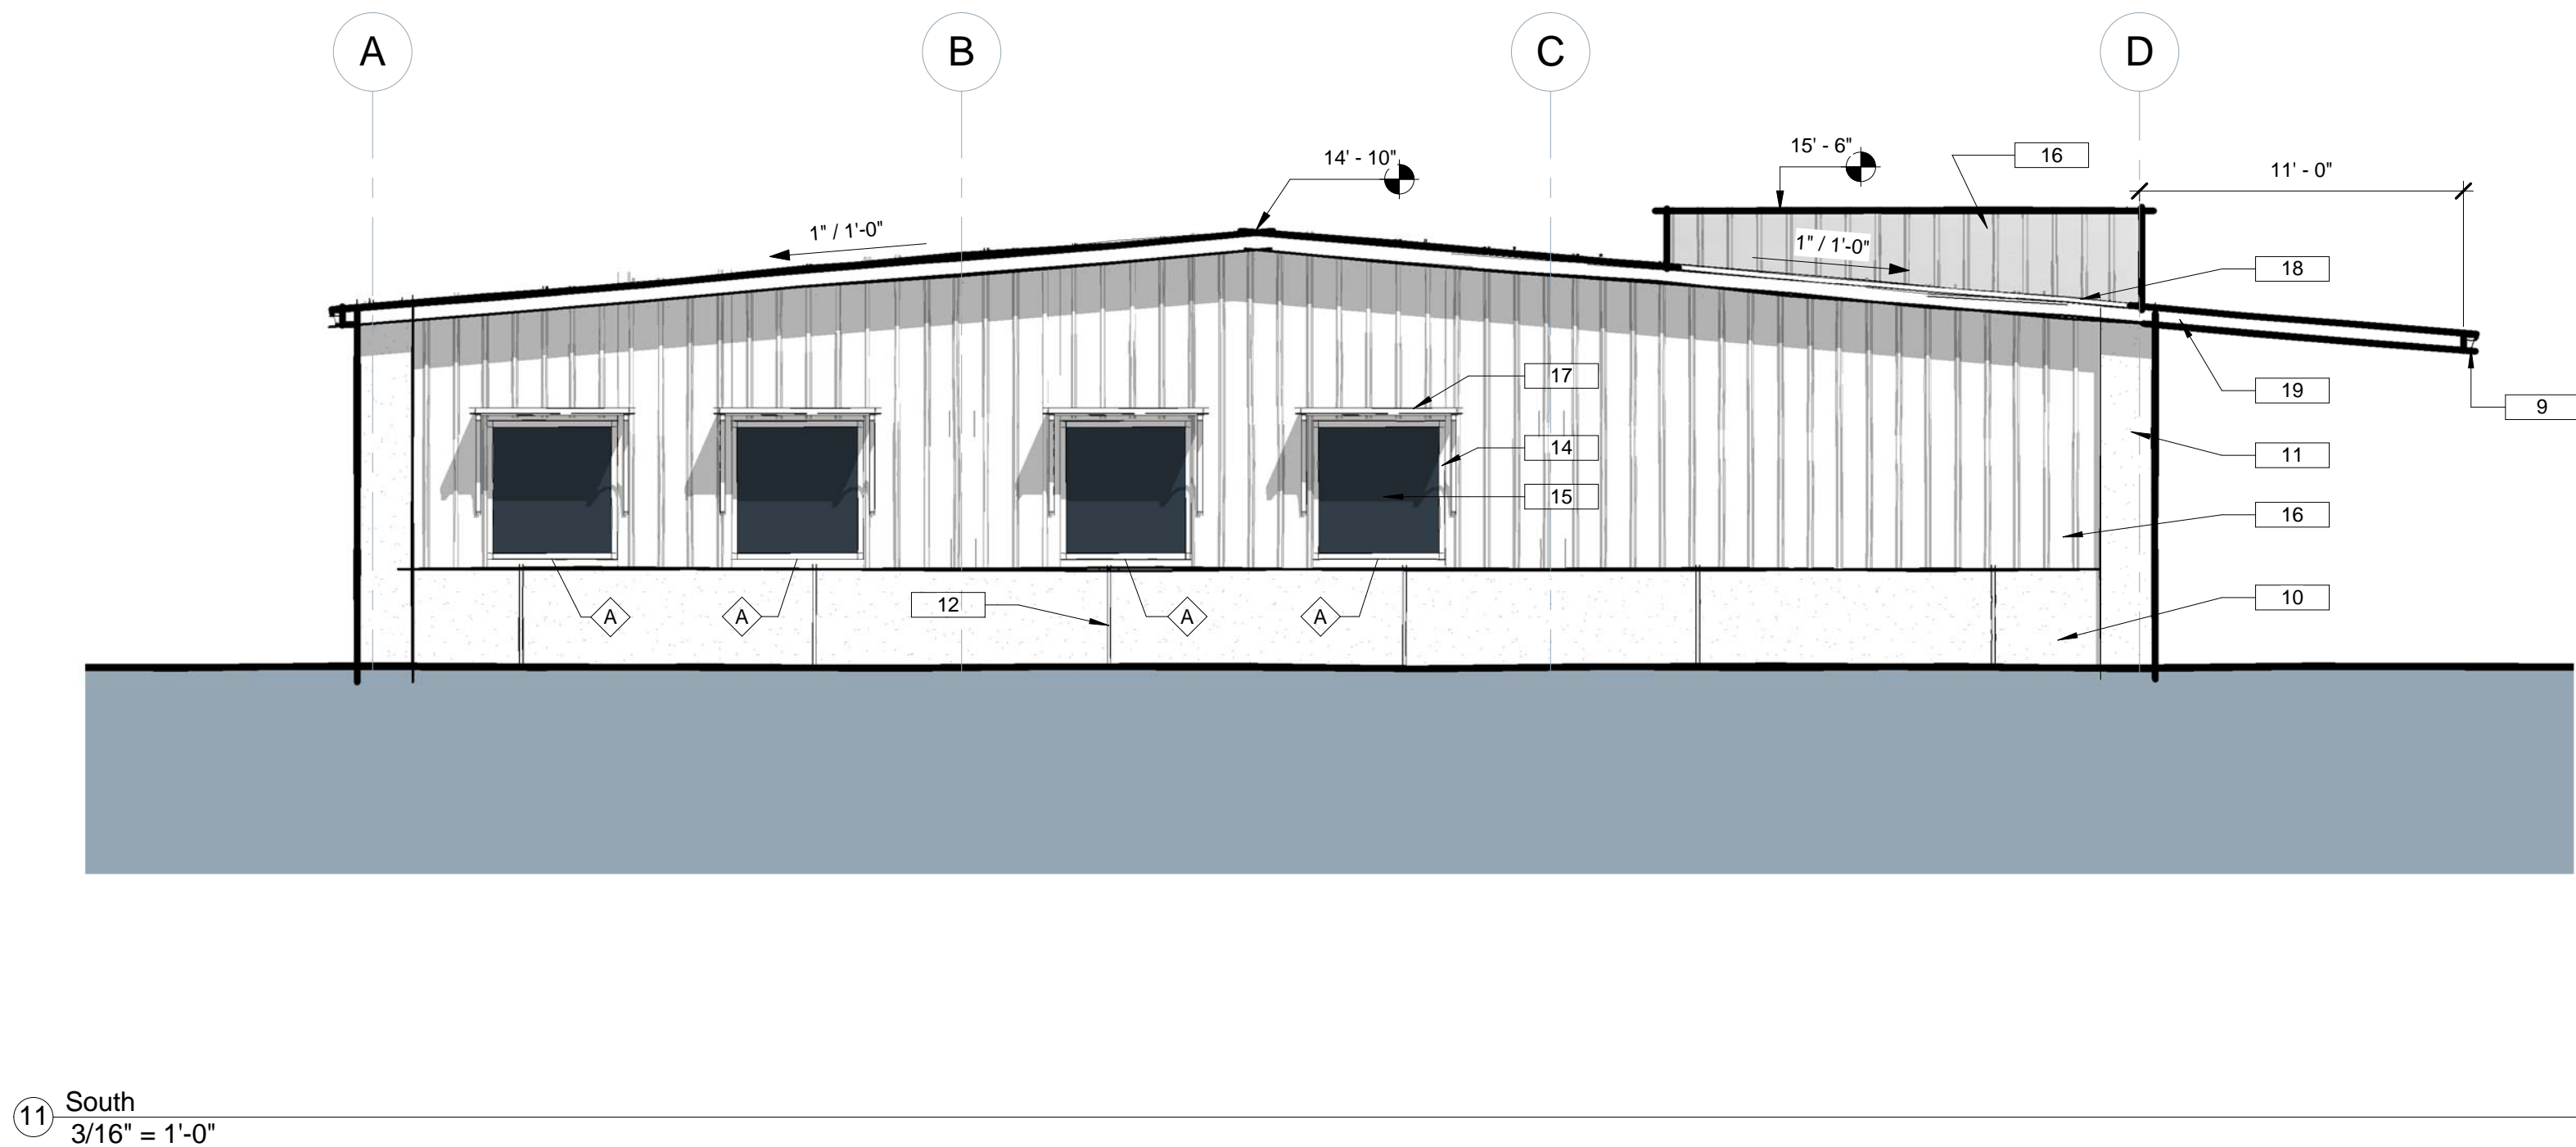 A
B
C
D
14' - 10"
15' - 6"
16
11' - 0"
1" / 1'-0"
1" / 1'-0"
18
17
19
9
14
11
15
16
12
A
A
A
A
10
11
South
3/16" = 1'-0"